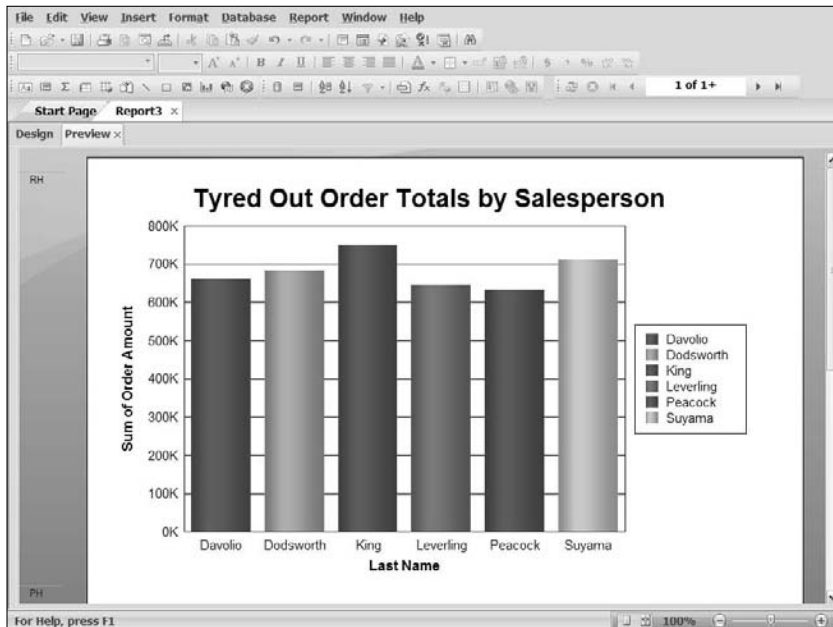 File Edit View Insert Format Database Report Window Help
1 of 1+
Start Page Report3 ×
Design Preview ×
RH
Tyred Out Order Totals by Salesperson
800K
700K
600K
500K
400K
300K
200K
100K
0K
Sum of Order Amount
Davolio Dodsworth King Leverling Peacock Suyama
Last Name
Davolio
Dodsworth
King
Leverling
Peacock
Suyama
PH
For Help, press F1
100%